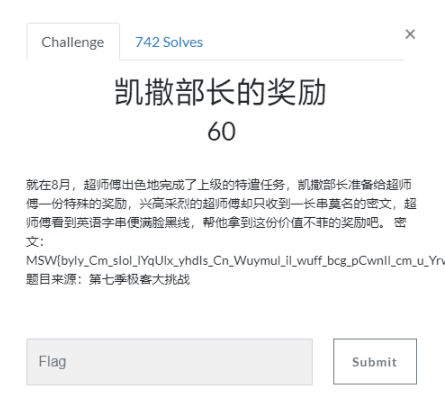 Challenge 742 Solves ×
凯撒部长的奖励
60
就在8月，超师傅出色地完成了上级的特遣任务，凯撒部长准备给超师
傅一份特殊的奖励，兴高采烈的超师傅却只收到一长串莫名的密文，超
师傅看到英语字串便满脸黑线，帮他拿到这份价值不菲的奖励吧。 密
文：
MSW{byly_Cm_sIol_lYqUlx_yhdIs_Cn_Wuymul_il_wuff_bcg_pCwnIl_cm_u_Yr
题目来源：第七季极客大挑战
Flag Submit